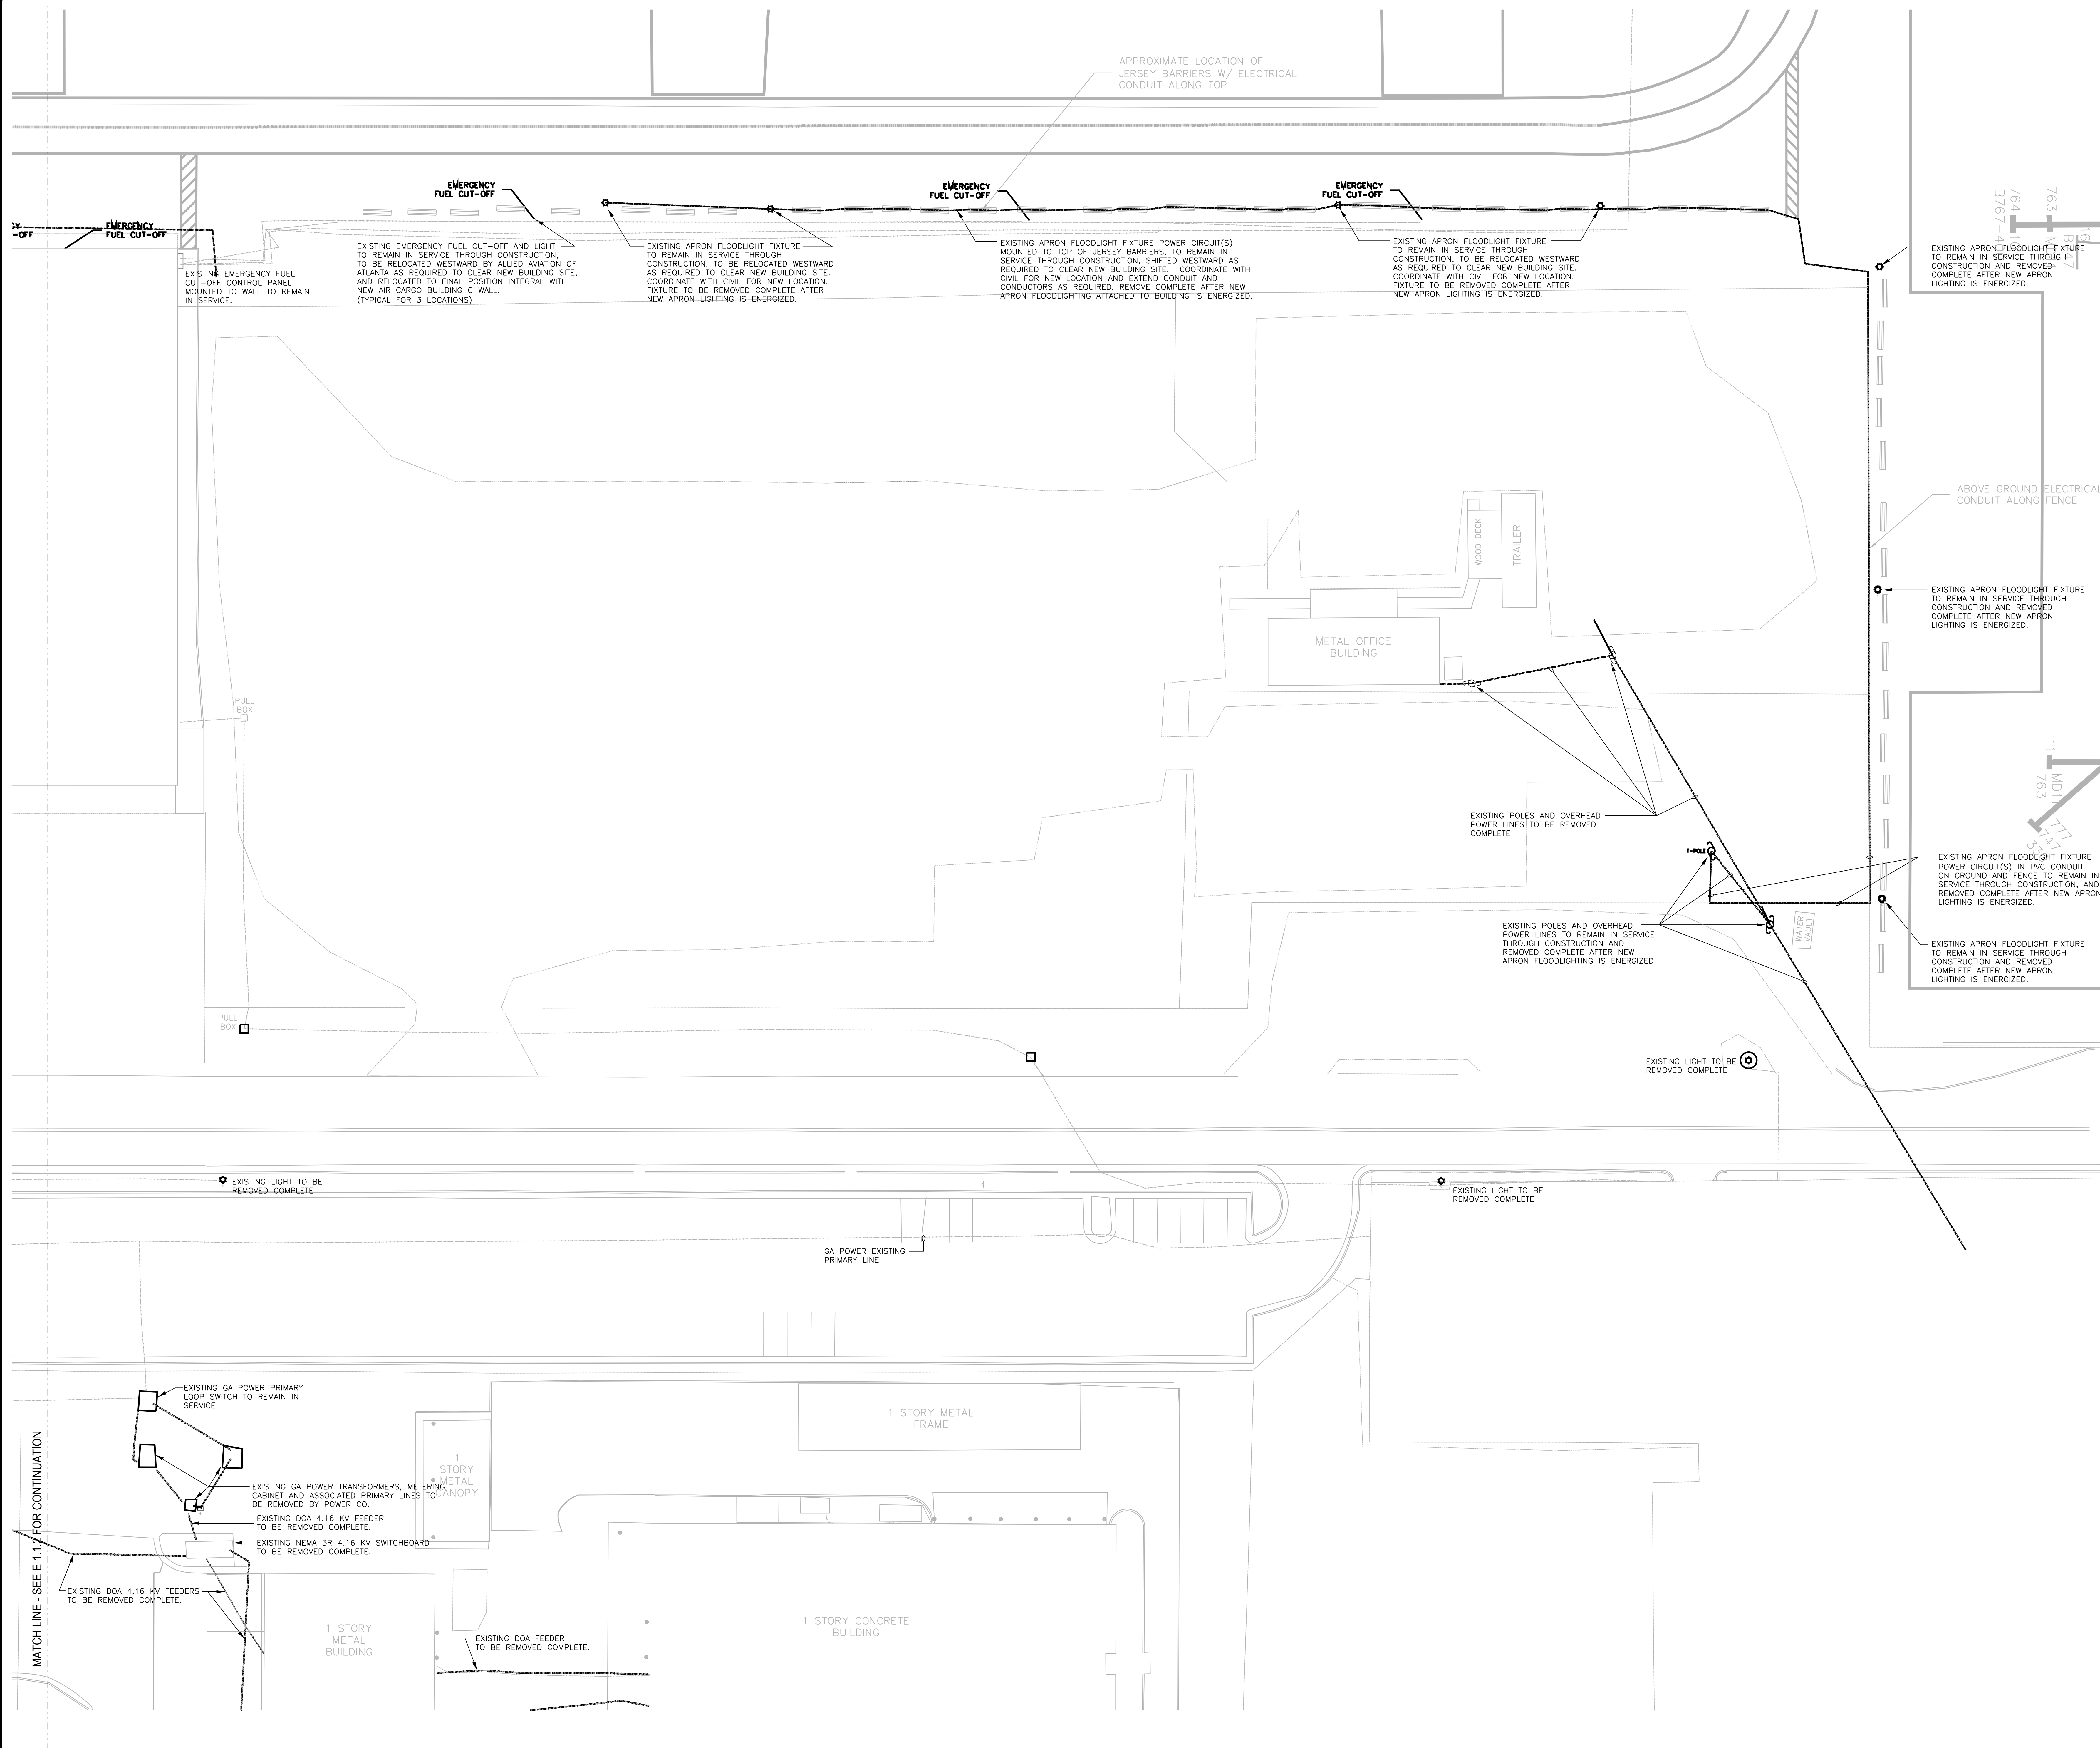 APPROXIMATE LOCATION OF
JERSEY BARRIERS W/ ELECTRICAL
CONDUIT ALONG TOP
-OFF
EMERGENCY
FUEL CUT-OFF
EMERGENCY
FUEL CUT-OFF
EMERGENCY
FUEL CUT-OFF
EMERGENCY
FUEL CUT-OFF
EXISTING EMERGENCY FUEL
CUT-OFF CONTROL PANEL,
MOUNTED TO WALL TO REMAIN
IN SERVICE.
EXISTING EMERGENCY FUEL CUT-OFF AND LIGHT
TO REMAIN IN SERVICE THROUGH CONSTRUCTION,
TO BE RELOCATED WESTWARD BY ALLIED AVIATION OF
ATLANTA AS REQUIRED TO CLEAR NEW BUILDING SITE,
AND RELOCATED TO FINAL POSITION INTEGRAL WITH
NEW AIR CARGO BUILDING C WALL.
(TYPICAL FOR 3 LOCATIONS)
EXISTING APRON FLOODLIGHT FIXTURE
TO REMAIN IN SERVICE THROUGH
CONSTRUCTION, TO BE RELOCATED WESTWARD
AS REQUIRED TO CLEAR NEW BUILDING SITE.
COORDINATE WITH CIVIL FOR NEW LOCATION.
FIXTURE TO BE REMOVED COMPLETE AFTER
NEW APRON LIGHTING IS ENERGIZED.
EXISTING APRON FLOODLIGHT FIXTURE POWER CIRCUIT(S)
MOUNTED TO TOP OF JERSEY BARRIERS, TO REMAIN IN
SERVICE THROUGH CONSTRUCTION, SHIFTED WESTWARD AS
REQUIRED TO CLEAR NEW BUILDING SITE. COORDINATE WITH
CIVIL FOR NEW LOCATION AND EXTEND CONDUIT AND
CONDUCTORS AS REQUIRED. REMOVE COMPLETE AFTER NEW
APRON FLOODLIGHTING ATTACHED TO BUILDING IS ENERGIZED.
EXISTING APRON FLOODLIGHT FIXTURE
TO REMAIN IN SERVICE THROUGH
CONSTRUCTION, TO BE RELOCATED WESTWARD
AS REQUIRED TO CLEAR NEW BUILDING SITE.
COORDINATE WITH CIVIL FOR NEW LOCATION.
FIXTURE TO BE REMOVED COMPLETE AFTER
NEW APRON LIGHTING IS ENERGIZED.
763
764
B767-4
EXISTING APRON FLOODLIGHT FIXTURE
TO REMAIN IN SERVICE THROUGH
CONSTRUCTION AND REMOVED
COMPLETE AFTER NEW APRON
LIGHTING IS ENERGIZED.
ABOVE GROUND ELECTRICAL
CONDUIT ALONG FENCE
WOOD DECK
TRAILER
METAL OFFICE
BUILDING
EXISTING APRON FLOODLIGHT FIXTURE
TO REMAIN IN SERVICE THROUGH
CONSTRUCTION AND REMOVED
COMPLETE AFTER NEW APRON
LIGHTING IS ENERGIZED.
PULL
BOX
11
MD11
763
777
747
EXISTING POLES AND OVERHEAD
POWER LINES TO BE REMOVED
COMPLETE
T-POLE
EXISTING APRON FLOODLIGHT FIXTURE
POWER CIRCUIT(S) IN PVC CONDUIT
ON GROUND AND FENCE TO REMAIN IN
SERVICE THROUGH CONSTRUCTION, AND
REMOVED COMPLETE AFTER NEW APRON
LIGHTING IS ENERGIZED.
WATER
VAULT
EXISTING POLES AND OVERHEAD
POWER LINES TO REMAIN IN SERVICE
THROUGH CONSTRUCTION AND
REMOVED COMPLETE AFTER NEW
APRON FLOODLIGHTING IS ENERGIZED.
EXISTING APRON FLOODLIGHT FIXTURE
TO REMAIN IN SERVICE THROUGH
CONSTRUCTION AND REMOVED
COMPLETE AFTER NEW APRON
LIGHTING IS ENERGIZED.
PULL
BOX
EXISTING LIGHT TO BE
REMOVED COMPLETE
EXISTING LIGHT TO BE
REMOVED COMPLETE
EXISTING LIGHT TO BE
REMOVED COMPLETE
GA POWER EXISTING
PRIMARY LINE
EXISTING GA POWER PRIMARY
LOOP SWITCH TO REMAIN IN
SERVICE
1 STORY METAL
FRAME
1
STORY
METAL
CANOPY
EXISTING GA POWER TRANSFORMERS, METERING
CABINET AND ASSOCIATED PRIMARY LINES TO
BE REMOVED BY POWER CO.
EXISTING DOA 4.16 KV FEEDER
TO BE REMOVED COMPLETE.
EXISTING NEMA 3R 4.16 KV SWITCHBOARD
TO BE REMOVED COMPLETE.
EXISTING DOA 4.16 KV FEEDERS
TO BE REMOVED COMPLETE.
MATCH LINE - SEE E 1.1.2 FOR CONTINUATION
1 STORY
METAL
BUILDING
EXISTING DOA FEEDER
TO BE REMOVED COMPLETE.
1 STORY CONCRETE
BUILDING